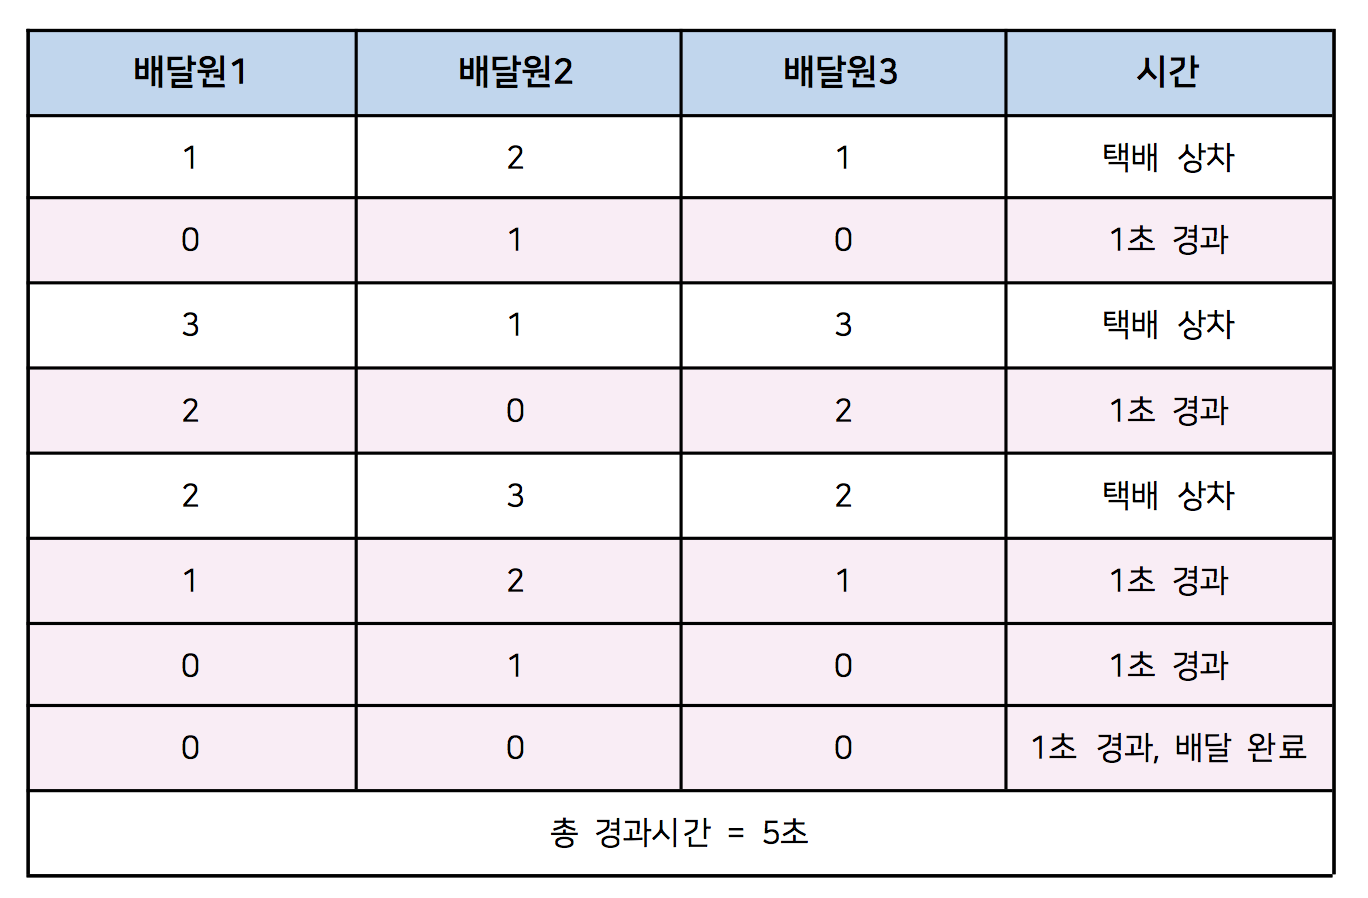 배달원1 배달원2 배달원3 시간
1 2 1 택배 상차
0 1 0 1초 경과
3 1 3 택배 상차
2 0 2 1초 경과
2 3 2 택배 상차
1 2 1 1초 경과
0 1 0 1초 경과
0 0 0 1초 경과, 배달 완료
총 경과시간 = 5초